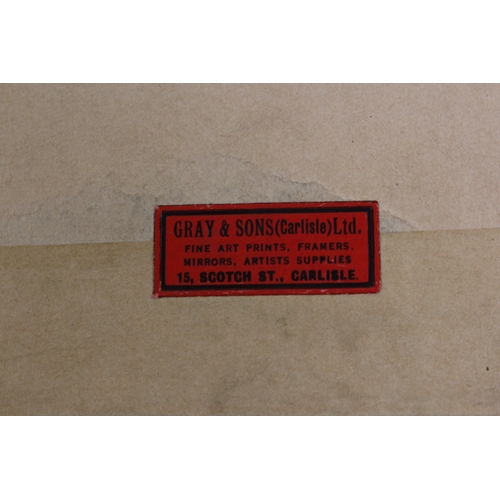 GRAY & SONS (Carlisle) Ltd.
FINE ART PRINTS, FRAMERS,
MIRRORS, ARTISTS SUPPLIES
15, SCOTCH ST., CARLISLE.